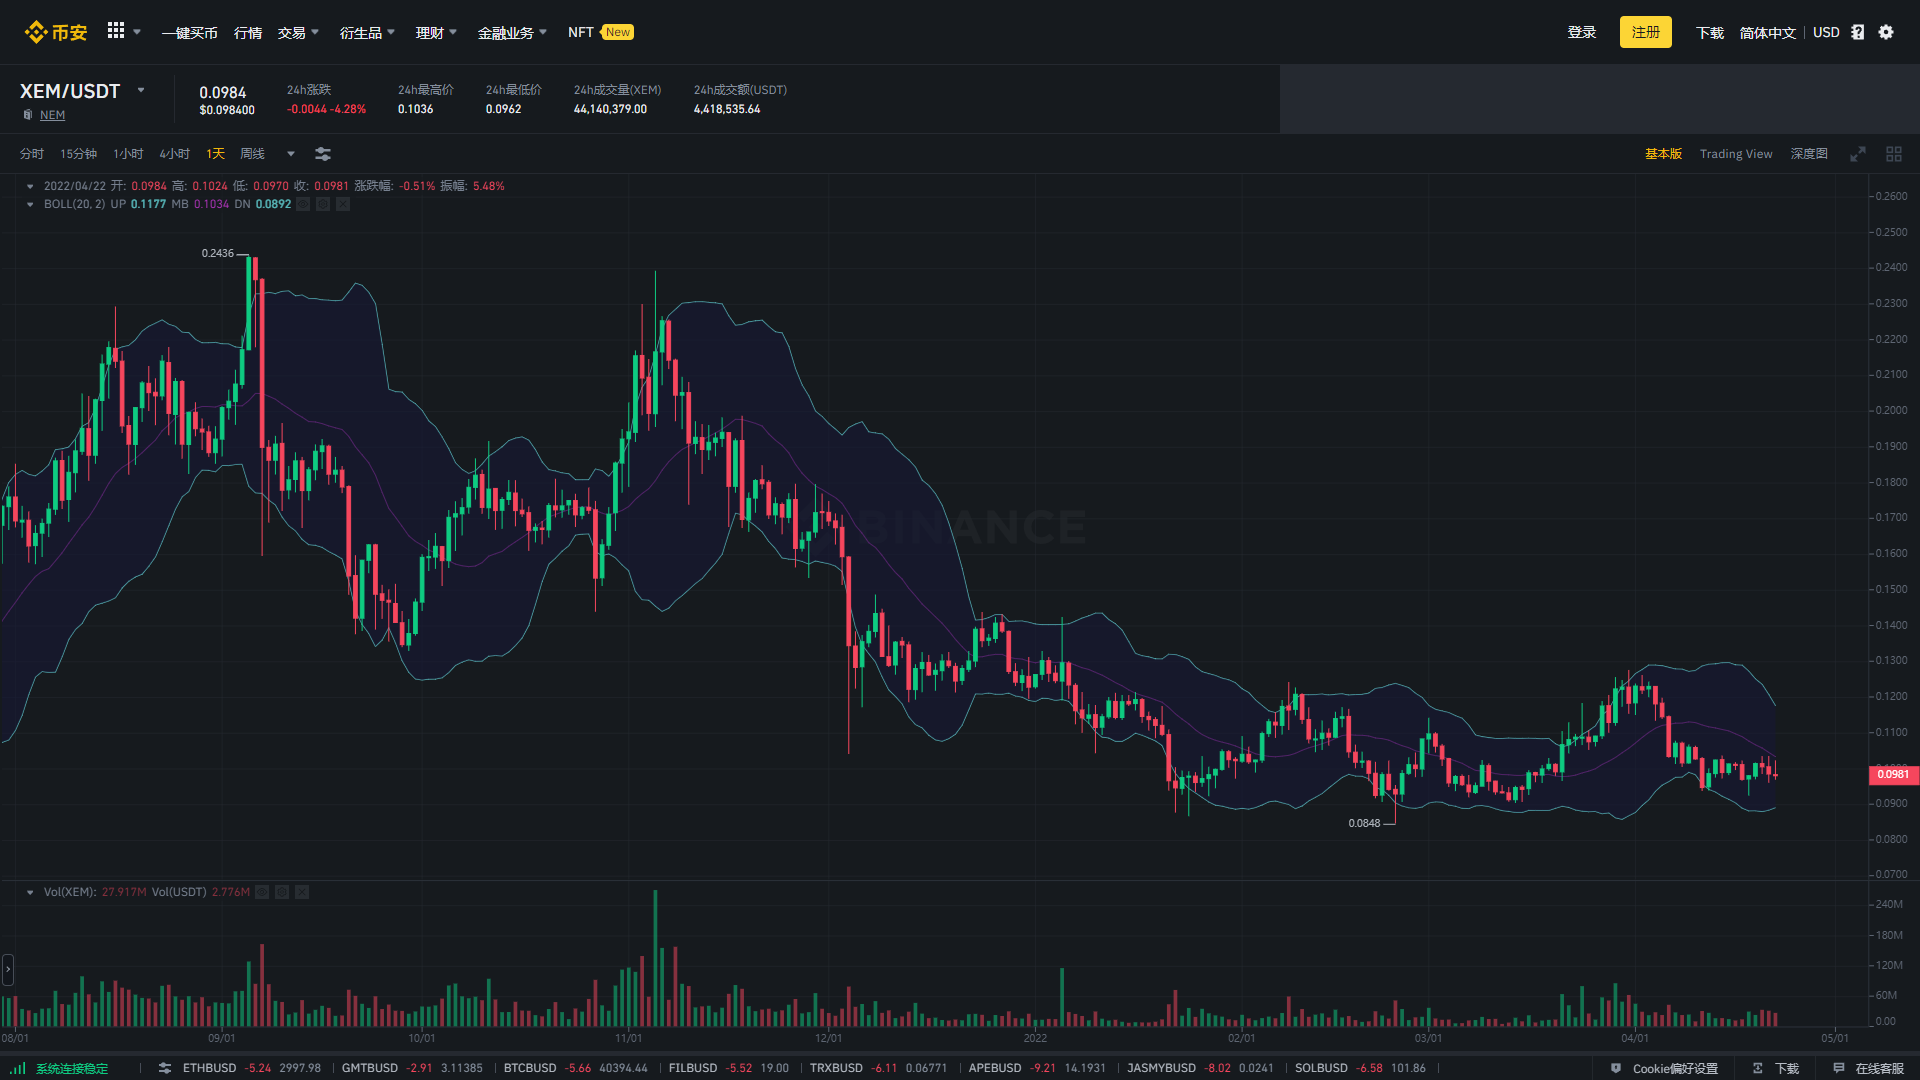 币安 一键买币 行情 交易 衍生品 理财 金融业务 NFT New 登录 注册 下载 简体中文 USD
XEM/USDT
NEM
0.0984
$0.098400
24h涨跌
-0.0044 -4.28%
24h最高价
0.1036
24h最低价
0.0962
24h成交量(XEM)
44,140,379.00
24h成交额(USDT)
4,418,535.64
分时 15分钟 1小时 4小时 1天 周线 基本版 Trading View 深度图
2022/04/22 开: 0.0984 高: 0.1024 低: 0.0970 收: 0.0981 涨跌幅: -0.51% 振幅: 5.48%
BOLL(20, 2) UP 0.1177 MB 0.1034 DN 0.0892
0.2436
0.0848
BINANCE
0.2600
0.2500
0.2400
0.2300
0.2200
0.2100
0.2000
0.1900
0.1800
0.1700
0.1600
0.1500
0.1400
0.1300
0.1200
0.1100
0.0981
0.0900
0.0800
0.0700
Vol(XEM): 27.917M Vol(USDT) 2.776M
240M
180M
120M
60M
0.00
08/01 09/01 10/01 11/01 12/01 2022 02/01 03/01 04/01 05/01
系统连接稳定 ETHBUSD -5.24 2997.98 GMTBUSD -2.91 3.11385 BTCBUSD -5.66 40394.44 FILBUSD -5.52 19.00 TRXBUSD -6.11 0.06771 APEBUSD -9.21 14.1931 JASMYBUSD -8.02 0.0241 SOLBUSD -6.58 101.86 Cookie偏好设置 下载 在线客服